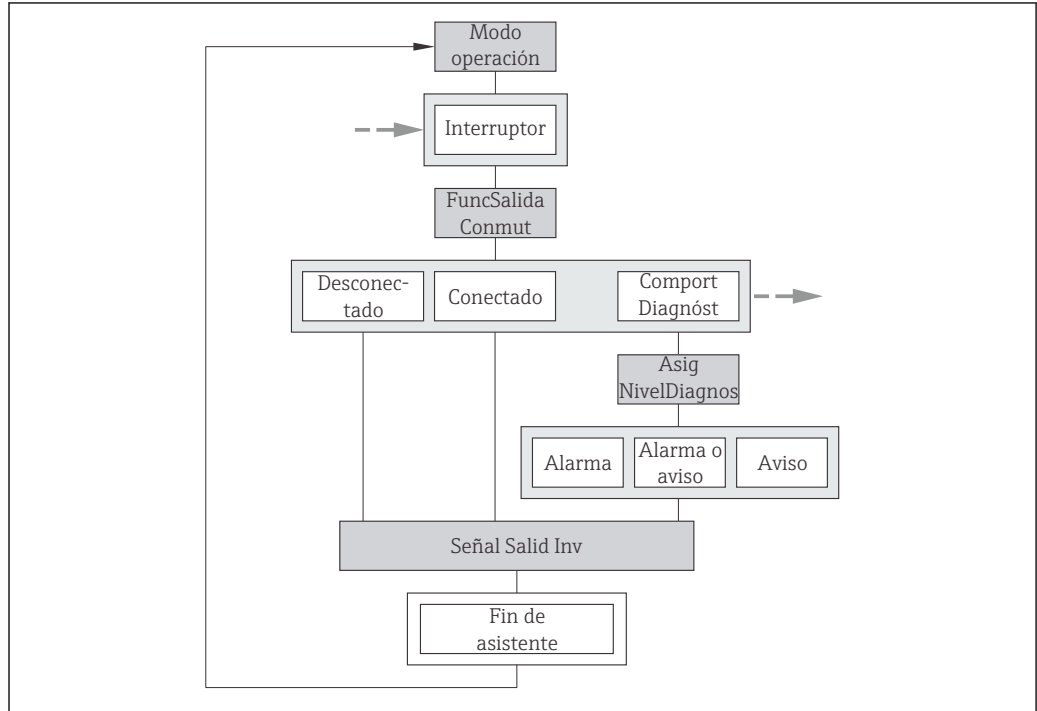 Modo
operación
Interruptor
FuncSalida
Conmut
Desconec-
tado
Conectado
Comport
Diagnóst
Asig
NivelDiagnos
Alarma
Alarma o
aviso
Aviso
Señal Salid Inv
Fin de
asistente